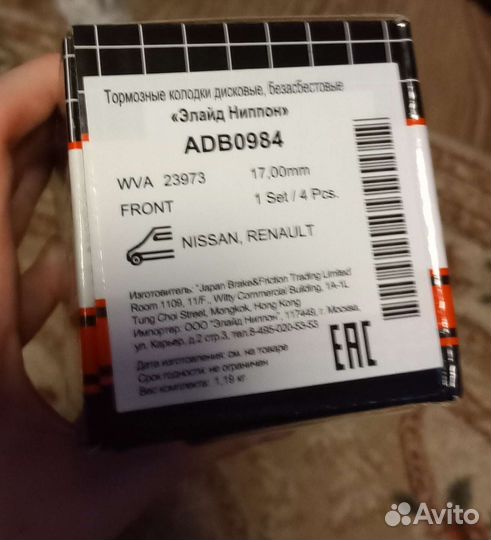 Тормозные колодки дисковые, безасбестовые
«Элайд Ниппон»
ADB0984
WVA 23973 17,00mm
FRONT 1 Set / 4 Pcs.
NISSAN, RENAULT
Изготовитель: "Japan Brake&Friction Trading Limited
Room 1109, 11/F., Witty Commercial Building, 1A-1L
Tung Choi Street, Mongkok, Hong Kong
Импортер: ООО "Элайд Ниппон", 117449, г. Москва,
ул. Карьер, д.2 стр.3, тел.8-495-020-53-53
Дата изготовления: см. на товаре
Срок годности: не ограничен
Вес комплекта: 1,19 кг
EAC
Avito